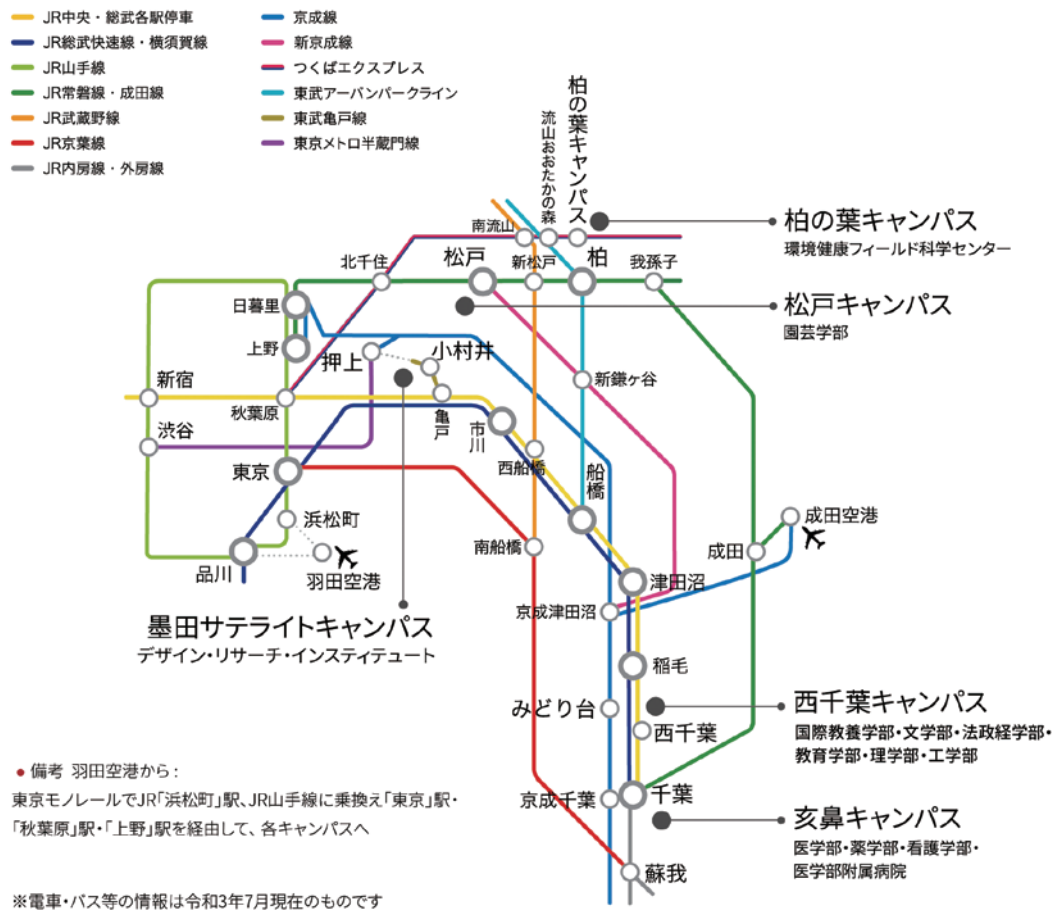 JR中央・総武各駅停車
JR総武快速線・横須賀線
JR山手線
JR常磐線・成田線
JR武蔵野線
JR京葉線
JR内房線・外房線
京成線
新京成線
つくばエクスプレス
東武アーバンパークライン
東武亀戸線
東京メトロ半蔵門線
柏の葉キャンパス
流山おおたかの森
南流山
柏の葉キャンパス
環境健康フィールド科学センター
北千住
松戸
新松戸
柏
我孫子
日暮里
松戸キャンパス
園芸学部
上野
押上
小村井
新宿
新鎌ヶ谷
秋葉原
亀戸
市川
渋谷
西船橋
船橋
東京
浜松町
成田空港
南船橋
成田
品川
羽田空港
津田沼
京成津田沼
墨田サテライトキャンパス
デザイン・リサーチ・インスティテュート
稲毛
みどり台
西千葉
西千葉キャンパス
国際教養学部・文学部・法政経学部・
教育学部・理学部・工学部
京成千葉
千葉
亥鼻キャンパス
医学部・薬学部・看護学部・
医学部附属病院
蘇我
● 備考 羽田空港から:
東京モノレールでJR「浜松町」駅、JR山手線に乗換え「東京」駅・
「秋葉原」駅・「上野」駅を経由して、各キャンパスへ
※電車・バス等の情報は令和3年7月現在のものです